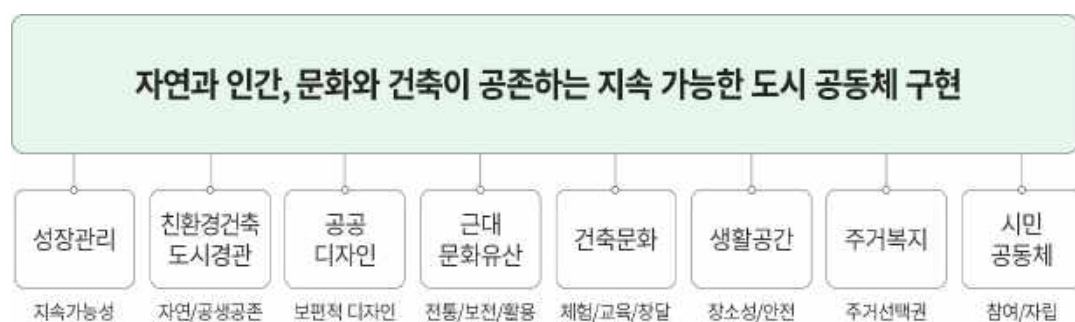 자연과 인간, 문화와 건축이 공존하는 지속 가능한 도시 공동체 구현
성장관리
지속가능성
친환경건축
도시경관
자연/공생공존
공공
디자인
보편적 디자인
근대
문화유산
전통/보전/활용
건축문화
체험/교육/창달
생활공간
장소성/안전
주거복지
주거선택권
시민
공동체
참여/자립